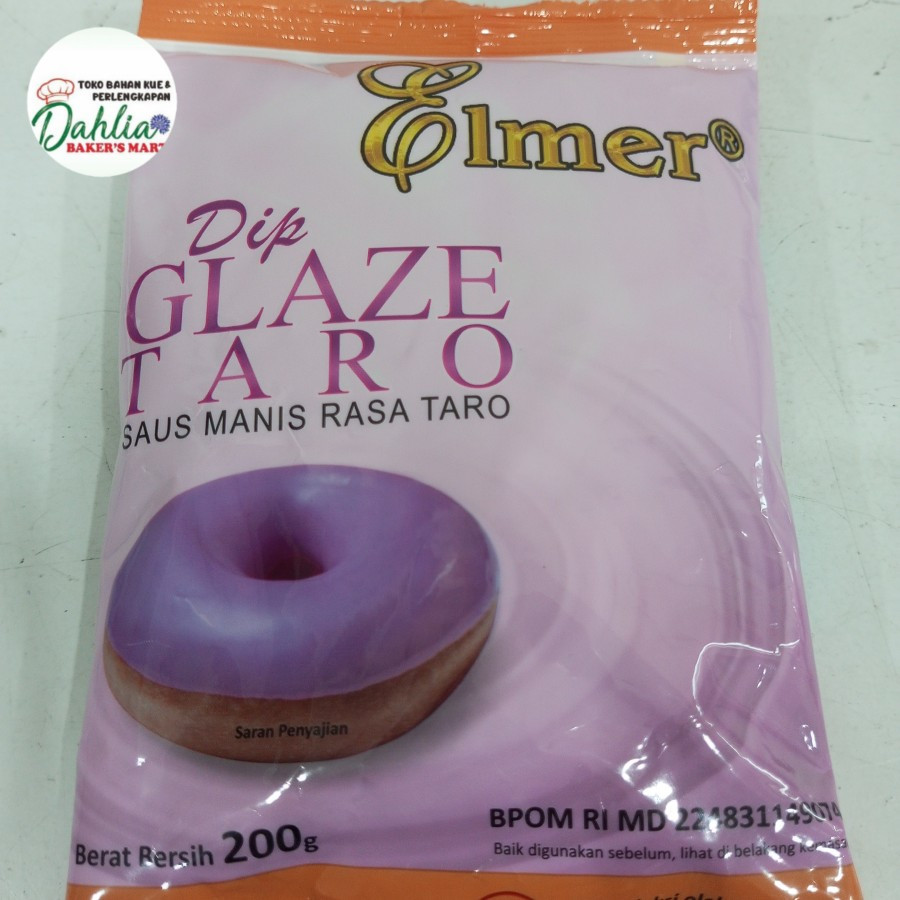 TOKO BAHAN KUE &
PERLENGKAPAN
Dahlia
BAKER'S MART
Elmer®
Dip
GLAZE
TARO
SAUS MANIS RASA TARO
Saran Penyajian
Berat Bersih 200g
BPOM RI MD
Baik digunakan sebelum, lihat di belakang